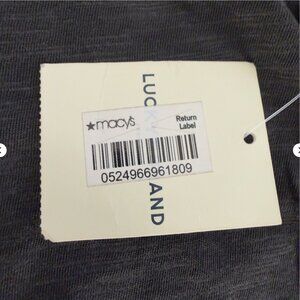 LUC
AND
★macys
Return
Label
0524966961809